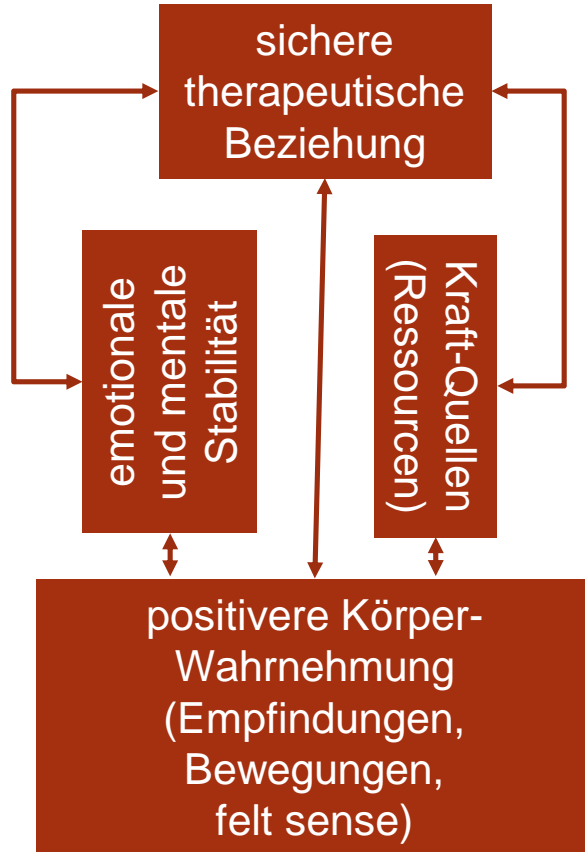 sichere
therapeutische
Beziehung
emotionale
und mentale
Stabilität
Kraft-Quellen
(Ressourcen)
positivere Körper-
Wahrnehmung
(Empfindungen,
Bewegungen,
felt sense)